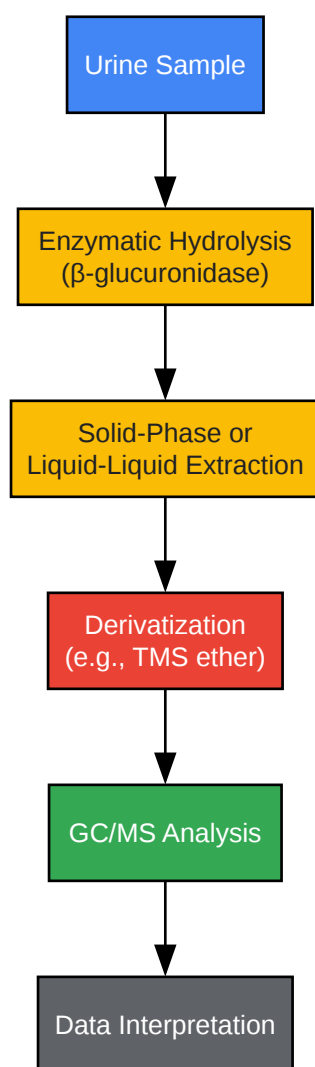 Urine Sample
Enzymatic Hydrolysis
(β-glucuronidase)
Solid-Phase or
Liquid-Liquid Extraction
Derivatization
(e.g., TMS ether)
GC/MS Analysis
Data Interpretation